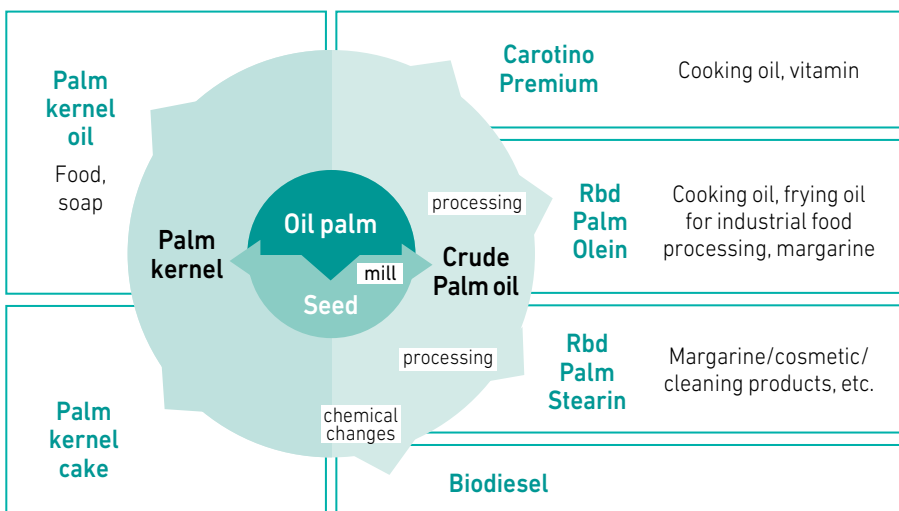 Palm
kernel
oil
Food,
soap
Palm
kernel
Palm
kernel
cake
Oil palm
mill
Seed
Crude
Palm oil
processing
processing
chemical
changes
Carotino
Premium
Cooking oil, vitamin
Rbd
Palm
Olein
Cooking oil, frying oil
for industrial food
processing, margarine
Rbd
Palm
Stearin
Margarine/cosmetic/
cleaning products, etc.
Biodiesel